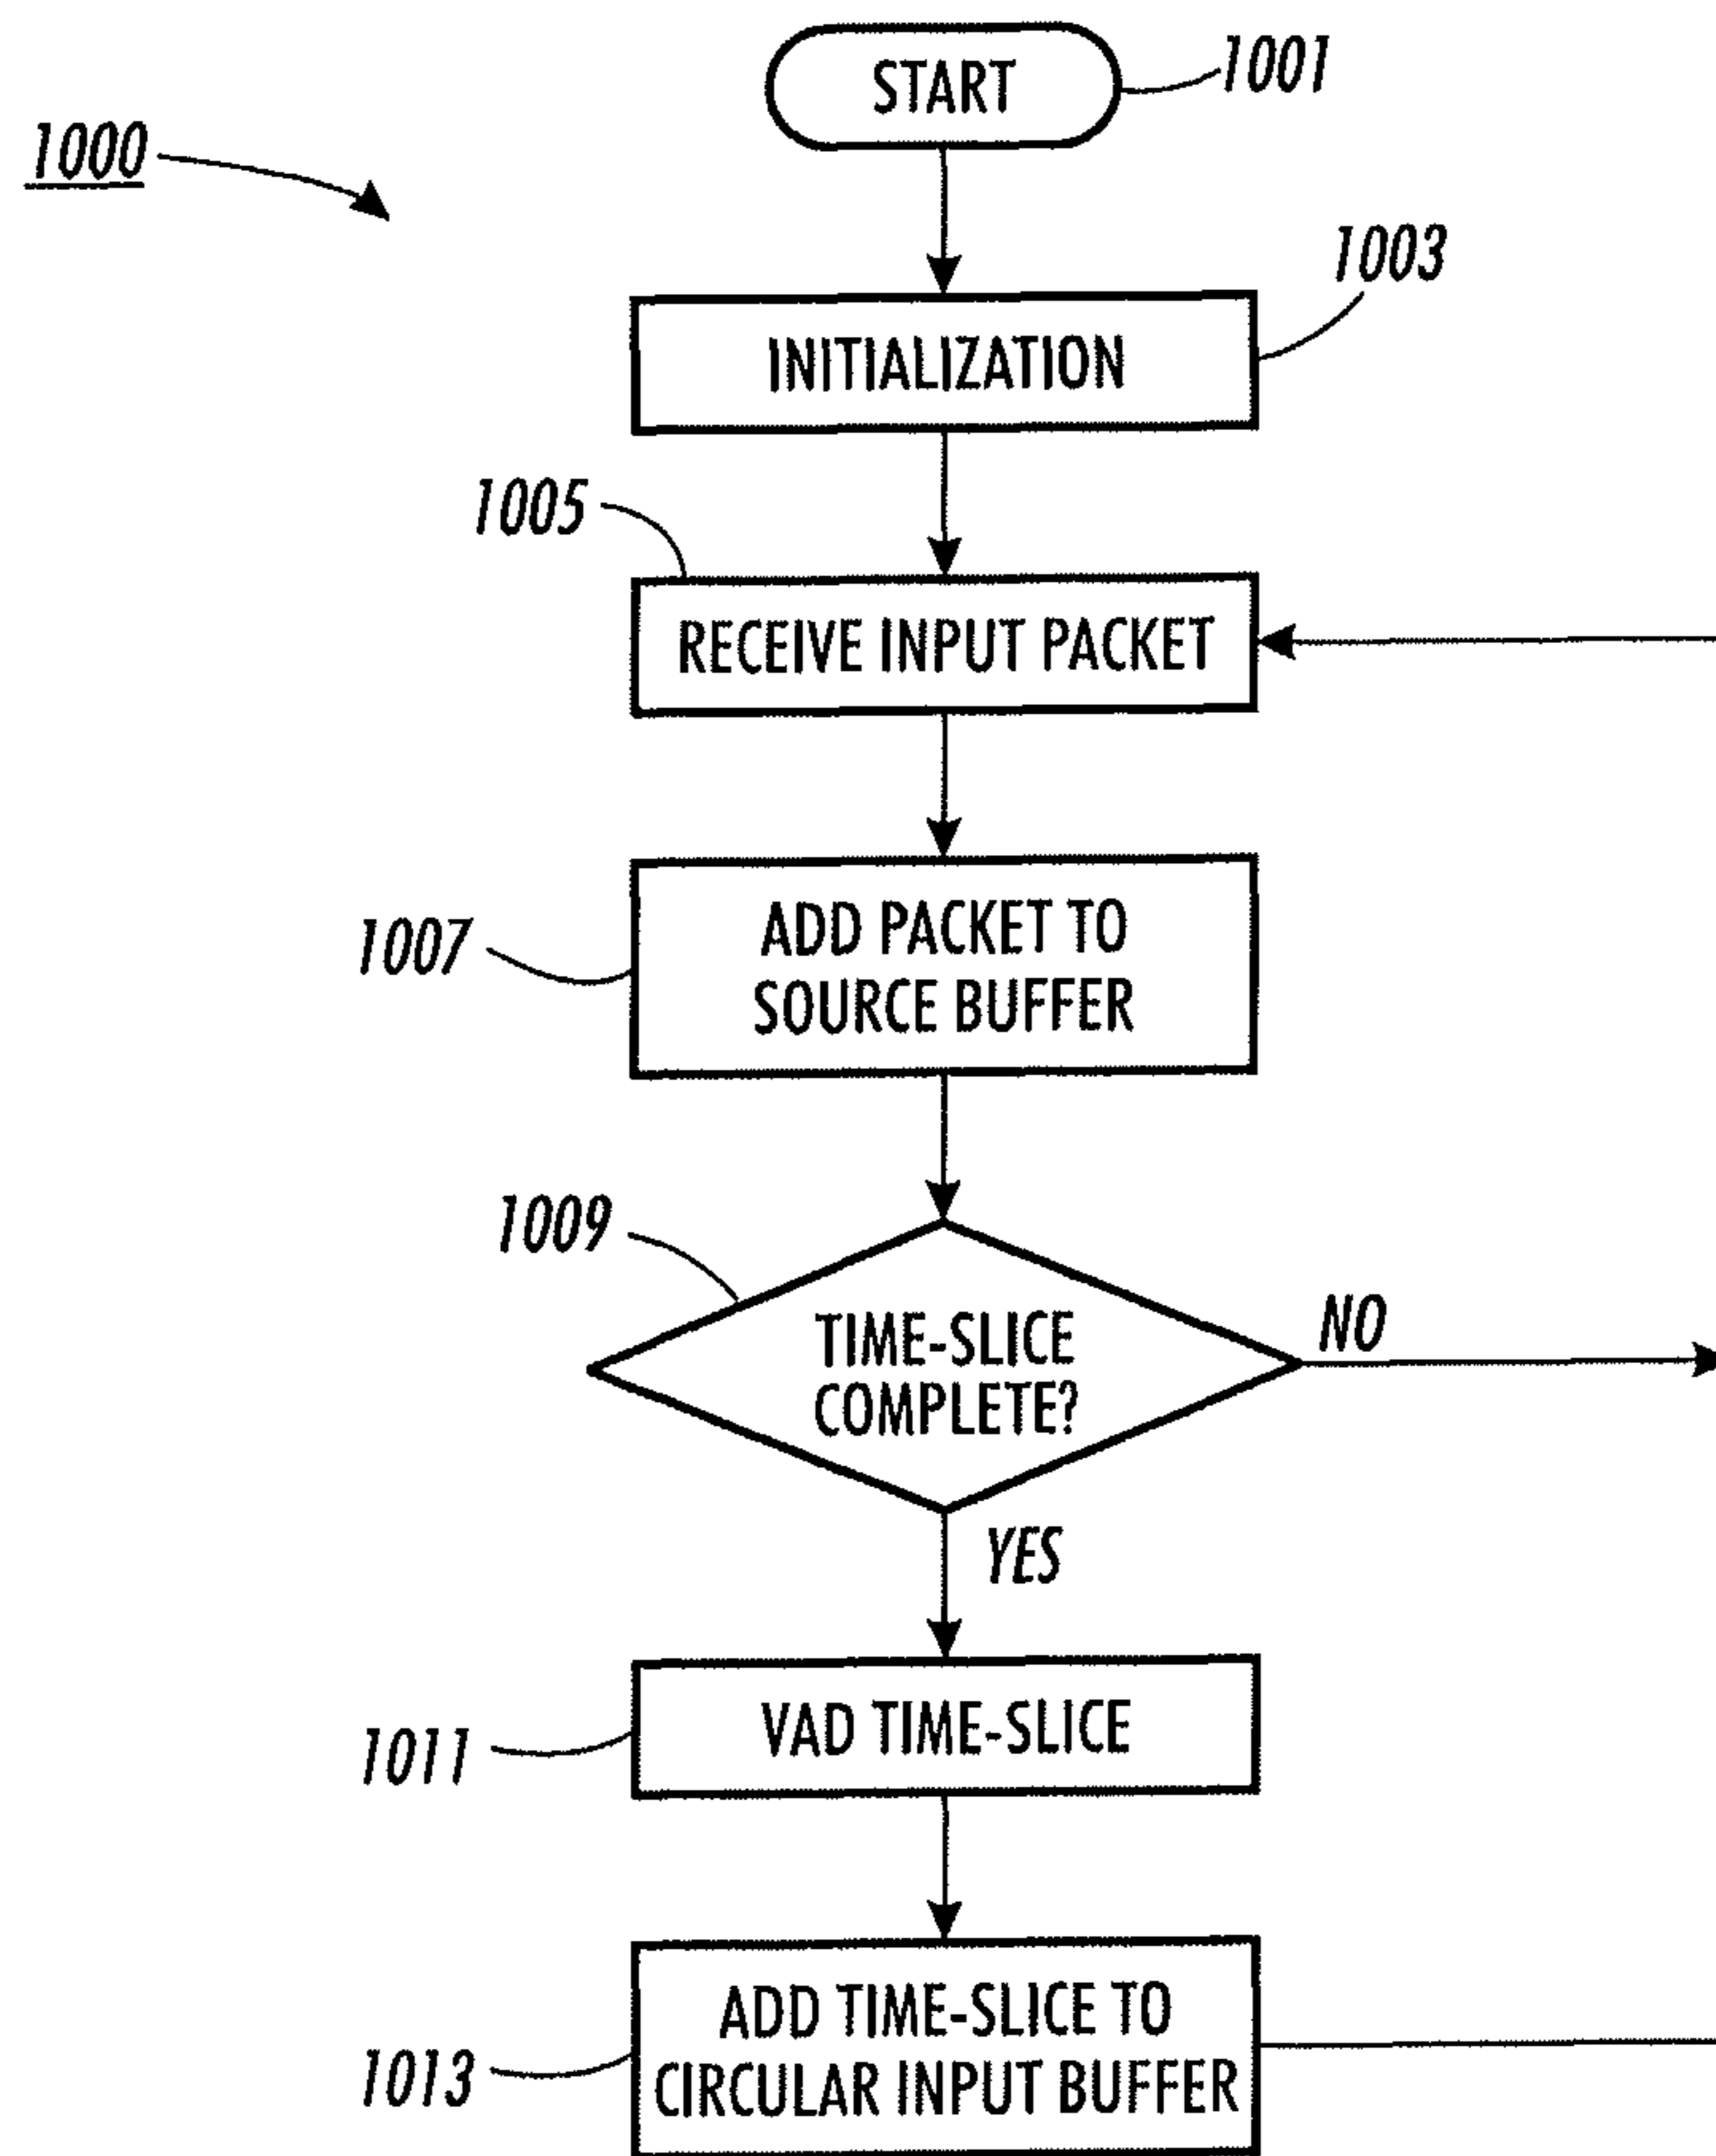 START
1001
1000
1003
INITIALIZATION
1005
RECEIVE INPUT PACKET
1007
ADD PACKET TO
SOURCE BUFFER
1009
TIME-SLICE
COMPLETE?
NO
YES
1011
VAD TIME-SLICE
1013
ADD TIME-SLICE TO
CIRCULAR INPUT BUFFER